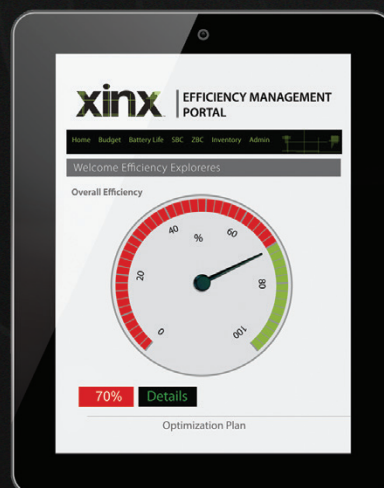 xinx
EFFICIENCY MANAGEMENT
PORTAL
Home Budget Battery Life SBC ZBC Inventory Admin
Welcome Efficiency Exploreres
Overall Efficiency
0
20
40
%
60
80
100
70% Details
Optimization Plan